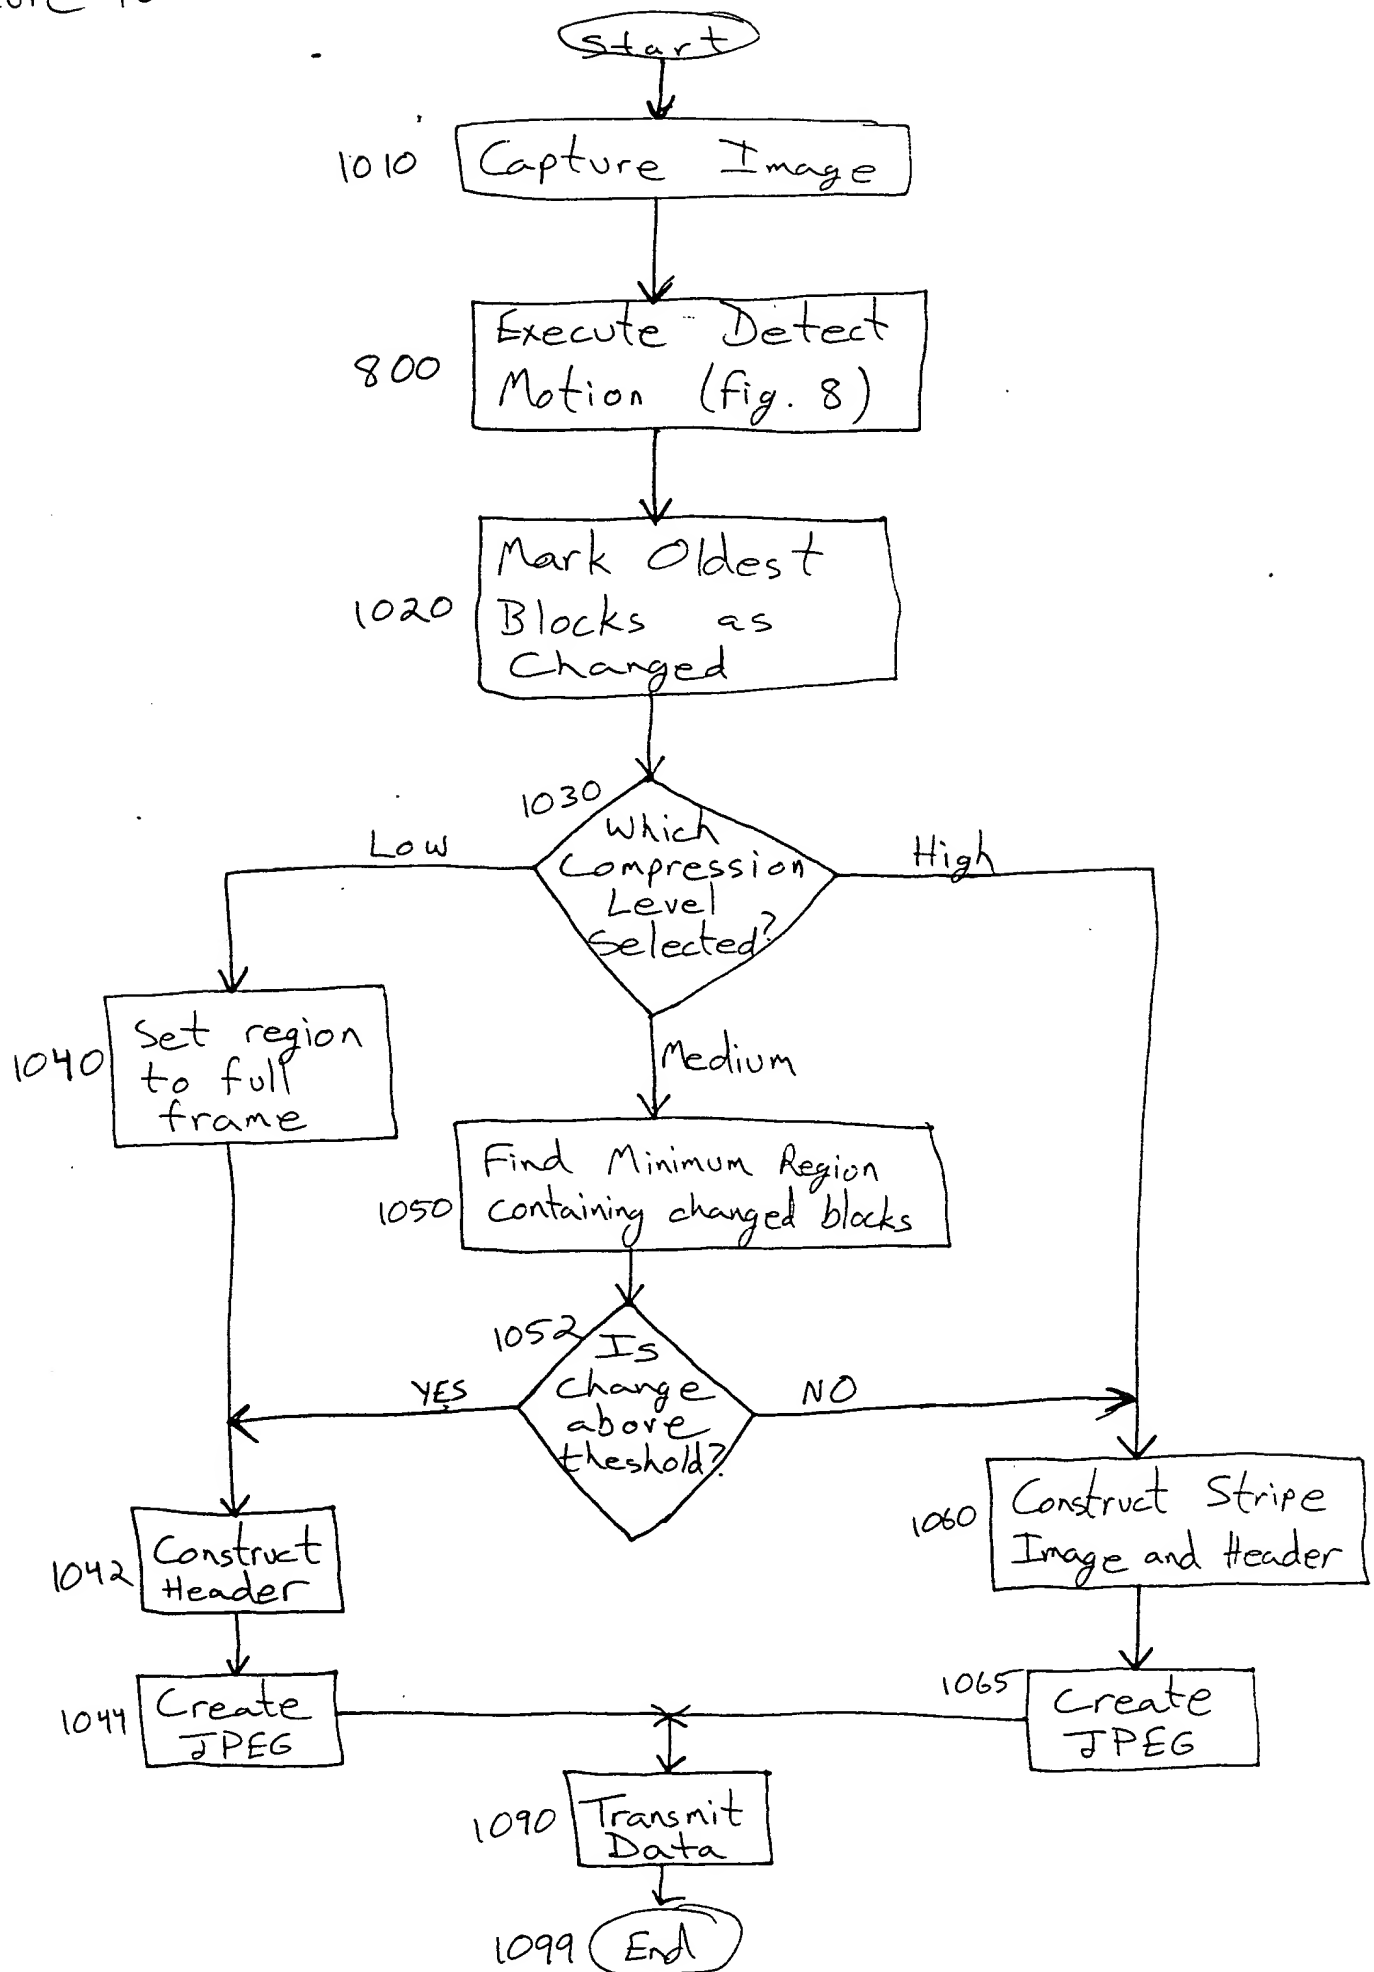 Start
1010
Capture Image
800
Execute Detect
Motion (fig. 8)
1020
Mark Oldest
Blocks as
Changed
1030
Which
Compression
Level
Selected?
Low
High
Medium
1040
Set region
to full
frame
1050
Find Minimum Region
containing changed blocks
1052
Is
change
above
theshold?
YES
NO
1042
Construct
Header
1060
Construct Stripe
Image and Header
1044
Create
JPEG
1065
Create
JPEG
1090
Transmit
Data
1099
End